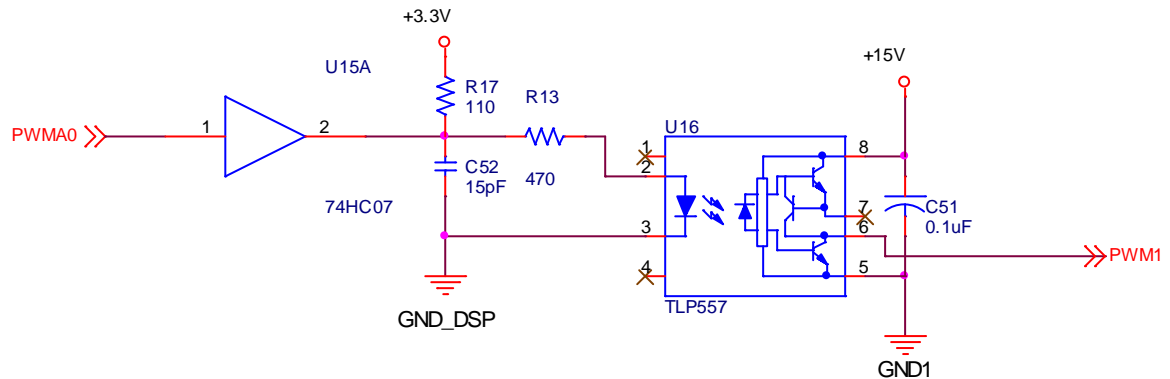 +3.3V
U15A
+15V
R17
110
R13
U16
PWMA0
1
2
1
8
C52
15pF
470
2
7
C51
0.1uF
74HC07
3
6
PWM1
4
5
TLP557
GND_DSP
GND1